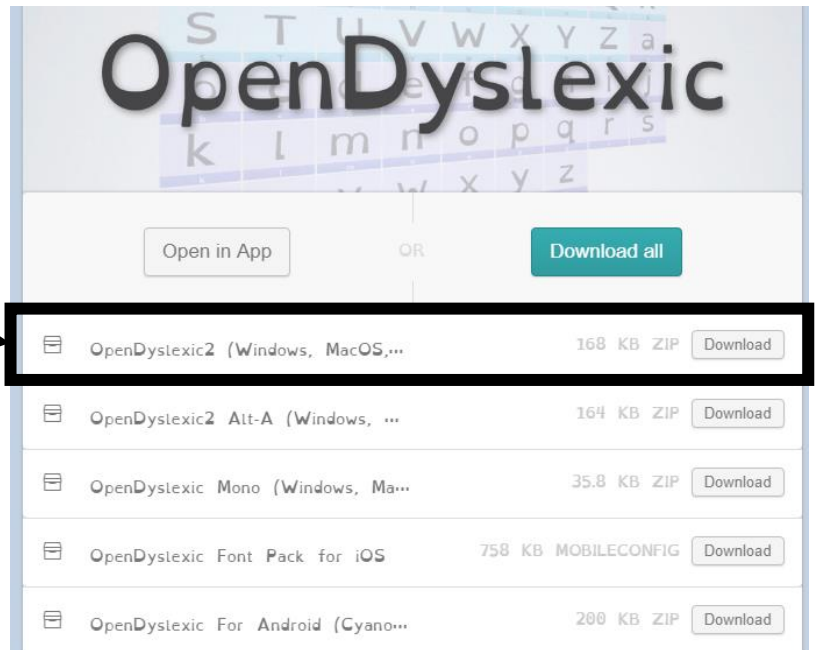 S T U V W X Y Z a
OpenDyslexic
k l m n o p q r s
v w x y z
Open in App OR Download all
OpenDyslexic2 (Windows, MacOS,... 168 KB ZIP Download
OpenDyslexic2 Alt-A (Windows, ... 164 KB ZIP Download
OpenDyslexic Mono (Windows, Ma... 35.8 KB ZIP Download
OpenDyslexic Font Pack for iOS 758 KB MOBILECONFIG Download
OpenDyslexic For Android (Cyano... 200 KB ZIP Download